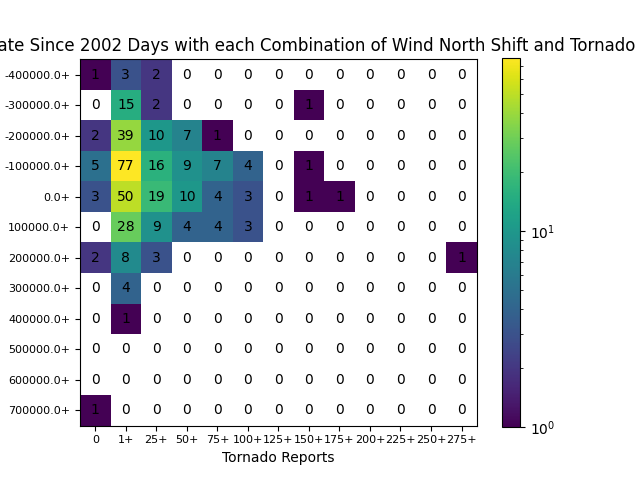 ate Since 2002 Days with each Combination of Wind North Shift and Tornado
-400000.0+ 1 3 2 0 0 0 0 0 0 0 0 0 0
-300000.0+ 0 15 2 0 0 0 0 1 0 0 0 0 0
-200000.0+ 2 39 10 7 1 0 0 0 0 0 0 0 0
-100000.0+ 5 77 16 9 7 4 0 1 0 0 0 0 0
0.0+ 3 50 19 10 4 3 0 1 1 0 0 0 0
100000.0+ 0 28 9 4 4 3 0 0 0 0 0 0 0
200000.0+ 2 8 3 0 0 0 0 0 0 0 0 0 1
300000.0+ 0 4 0 0 0 0 0 0 0 0 0 0 0
400000.0+ 0 1 0 0 0 0 0 0 0 0 0 0 0
500000.0+ 0 0 0 0 0 0 0 0 0 0 0 0 0
600000.0+ 0 0 0 0 0 0 0 0 0 0 0 0 0
700000.0+ 1 0 0 0 0 0 0 0 0 0 0 0 0
0 1+ 25+ 50+ 75+ 100+ 125+ 150+ 175+ 200+ 225+ 250+ 275+
Tornado Reports
10¹
10⁰